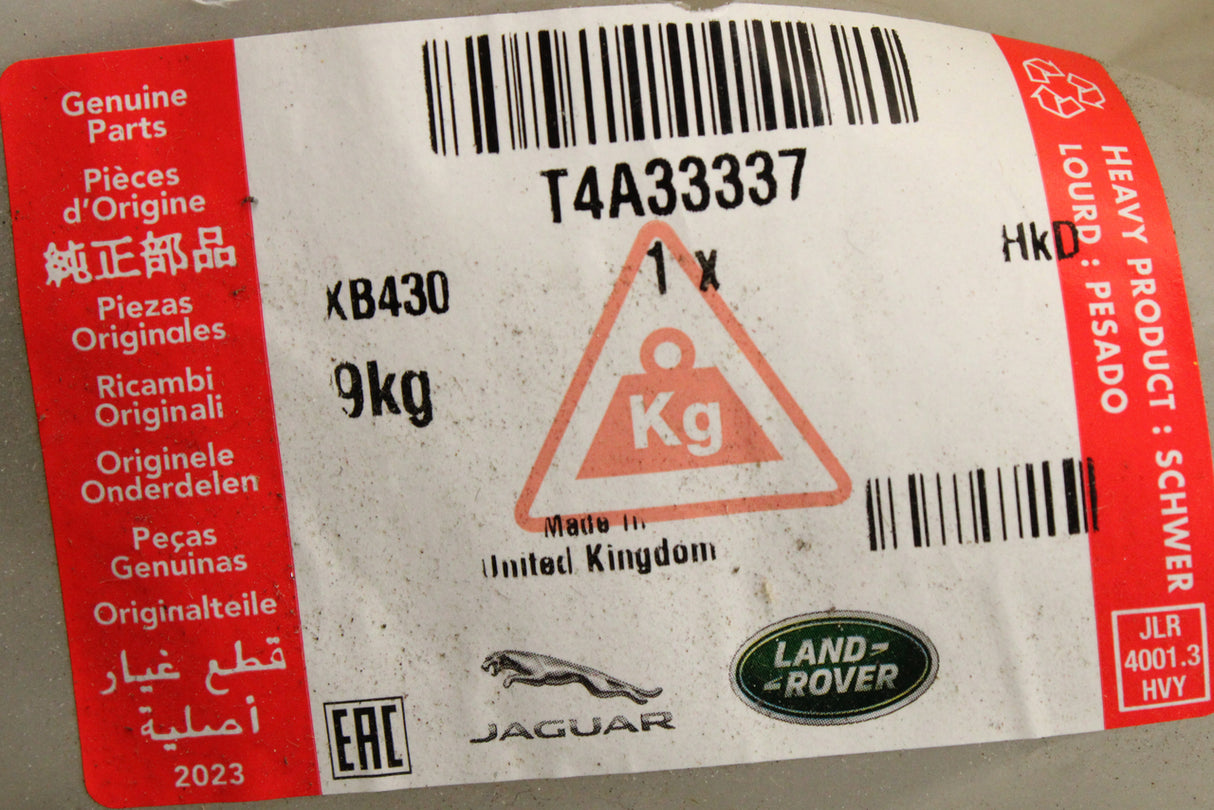 Genuine
Parts
Pièces
d'Origine
純正部品
Piezas
Originales
Ricambi
Originali
Originele
Onderdelen
Peças
Genuinas
Originalteile
قطع غيار
أصلية
2023
T4A33337
1 x
HkD
XB430
9kg
Kg
Made in
United Kingdom
EAC
JAGUAR
LAND-
-ROVER
HEAVY PRODUCT : SCHWER
LOURD : PESADO
JLR
4001.3
HVY